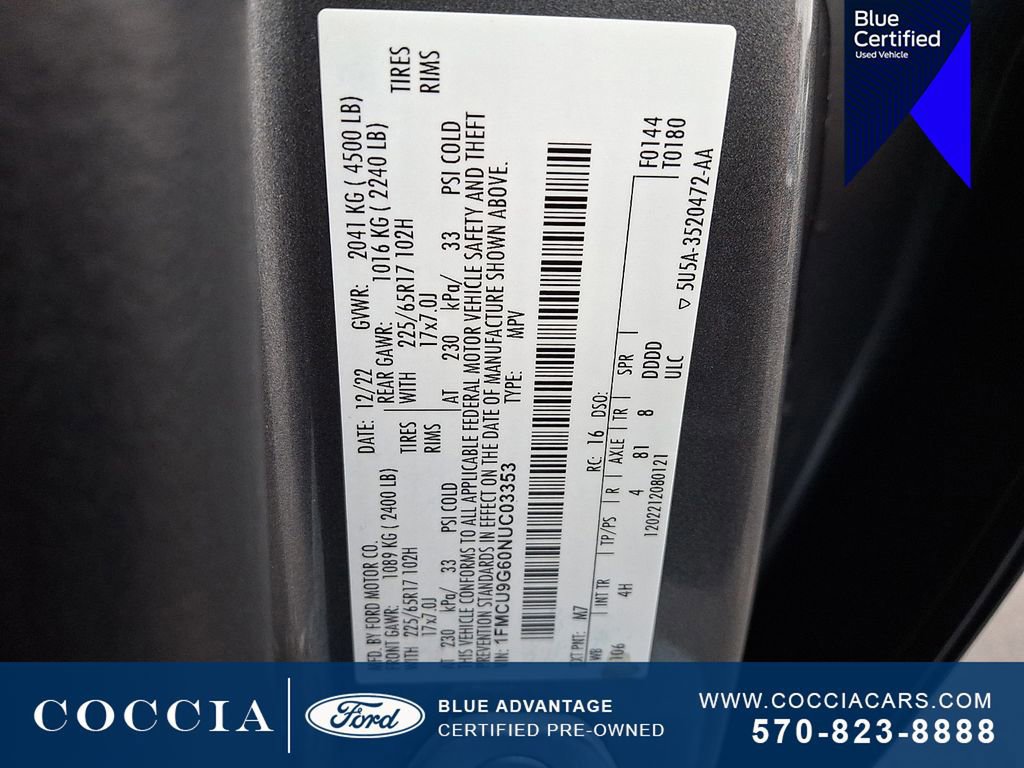 Blue
Certified
Used Vehicle
MFD. BY FORD MOTOR CO.
DATE: 12/22 GVWR: 2041 KG ( 4500 LB)
FRONT GAWR: 1089 KG ( 2400 LB)
REAR GAWR: 1016 KG ( 2240 LB)
WITH 225/65R17 102H TIRES
17x7.0J RIMS
AT 230 kPa/ 33 PSI COLD
WITH 225/65R17 102H TIRES
17x7.0J RIMS
AT 230 kPa/ 33 PSI COLD
THIS VEHICLE CONFORMS TO ALL APPLICABLE FEDERAL MOTOR VEHICLE SAFETY AND THEFT
PREVENTION STANDARDS IN EFFECT ON THE DATE OF MANUFACTURE SHOWN ABOVE.
VIN: 1FMCU9G60NUC03353 TYPE: MPV
EXT PNT: M7 RC: 16 DSO: F0144
WB INT TR TP/PS R AXLE TR SPR T0180
106 4H 4 81 8 DDDD
ULC
1202212080121 ▽ 5U5A-3520472-AA
COCCIA
Ford
BLUE ADVANTAGE
CERTIFIED PRE-OWNED
WWW.COCCIACARS.COM
570-823-8888